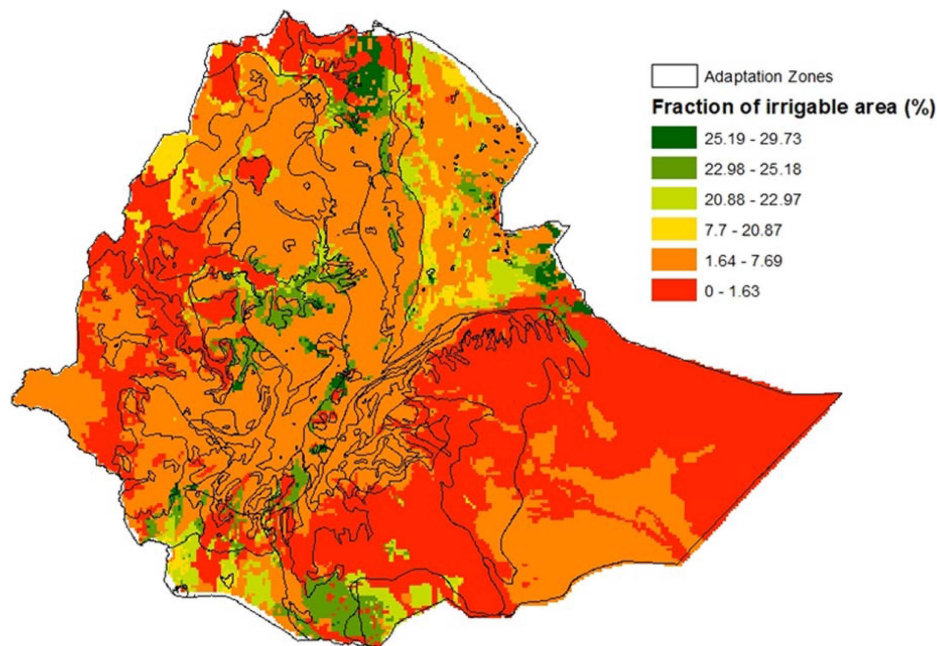 Adaptation Zones
Fraction of irrigable area (%)
25.19 - 29.73
22.98 - 25.18
20.88 - 22.97
7.7 - 20.87
1.64 - 7.69
0 - 1.63